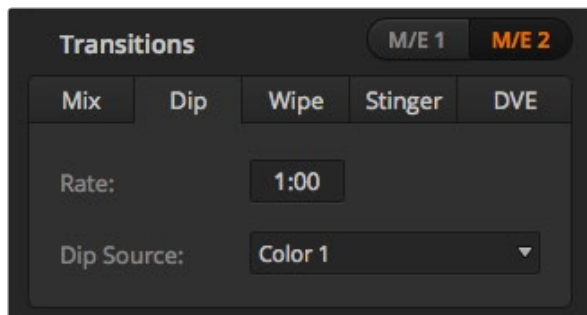 Transitions M/E 1 M/E 2
Mix Dip Wipe Stinger DVE
Rate: 1:00
Dip Source: Color 1